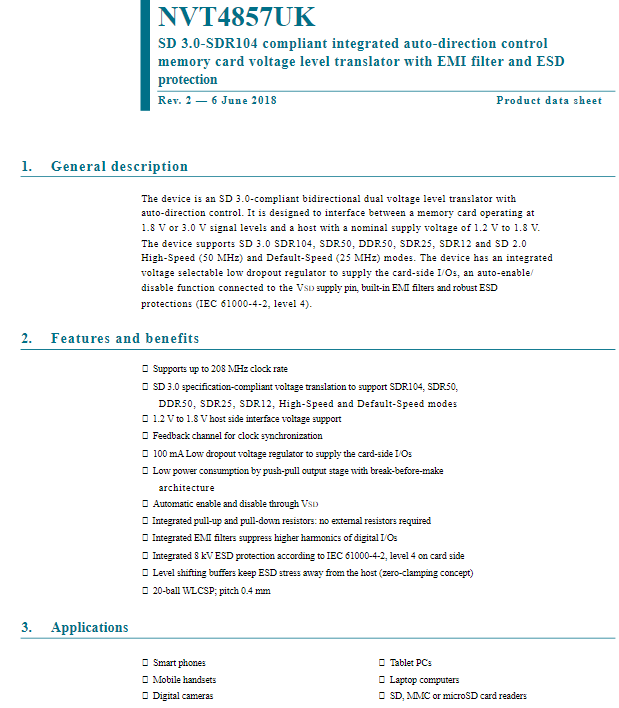 NVT4857UK
SD 3.0-SDR104 compliant integrated auto-direction control
memory card voltage level translator with EMI filter and ESD
protection
Rev. 2 — 6 June 2018 Product data sheet
1. General description
The device is an SD 3.0-compliant bidirectional dual voltage level translator with
auto-direction control. It is designed to interface between a memory card operating at
1.8 V or 3.0 V signal levels and a host with a nominal supply voltage of 1.2 V to 1.8 V.
The device supports SD 3.0 SDR104, SDR50, DDR50, SDR25, SDR12 and SD 2.0
High-Speed (50 MHz) and Default-Speed (25 MHz) modes. The device has an integrated
voltage selectable low dropout regulator to supply the card-side I/Os, an auto-enable/
disable function connected to the VSD supply pin, built-in EMI filters and robust ESD
protections (IEC 61000-4-2, level 4).
2. Features and benefits
□ Supports up to 208 MHz clock rate
□ SD 3.0 specification-compliant voltage translation to support SDR104, SDR50,
DDR50, SDR25, SDR12, High-Speed and Default-Speed modes
□ 1.2 V to 1.8 V host side interface voltage support
□ Feedback channel for clock synchronization
□ 100 mA Low dropout voltage regulator to supply the card-side I/Os
□ Low power consumption by push-pull output stage with break-before-make
architecture
□ Automatic enable and disable through VSD
□ Integrated pull-up and pull-down resistors: no external resistors required
□ Integrated EMI filters suppress higher harmonics of digital I/Os
□ Integrated 8 kV ESD protection according to IEC 61000-4-2, level 4 on card side
□ Level shifting buffers keep ESD stress away from the host (zero-clamping concept)
□ 20-ball WLCSP; pitch 0.4 mm
3. Applications
□ Smart phones □ Tablet PCs
□ Mobile handsets □ Laptop computers
□ Digital cameras □ SD, MMC or microSD card readers